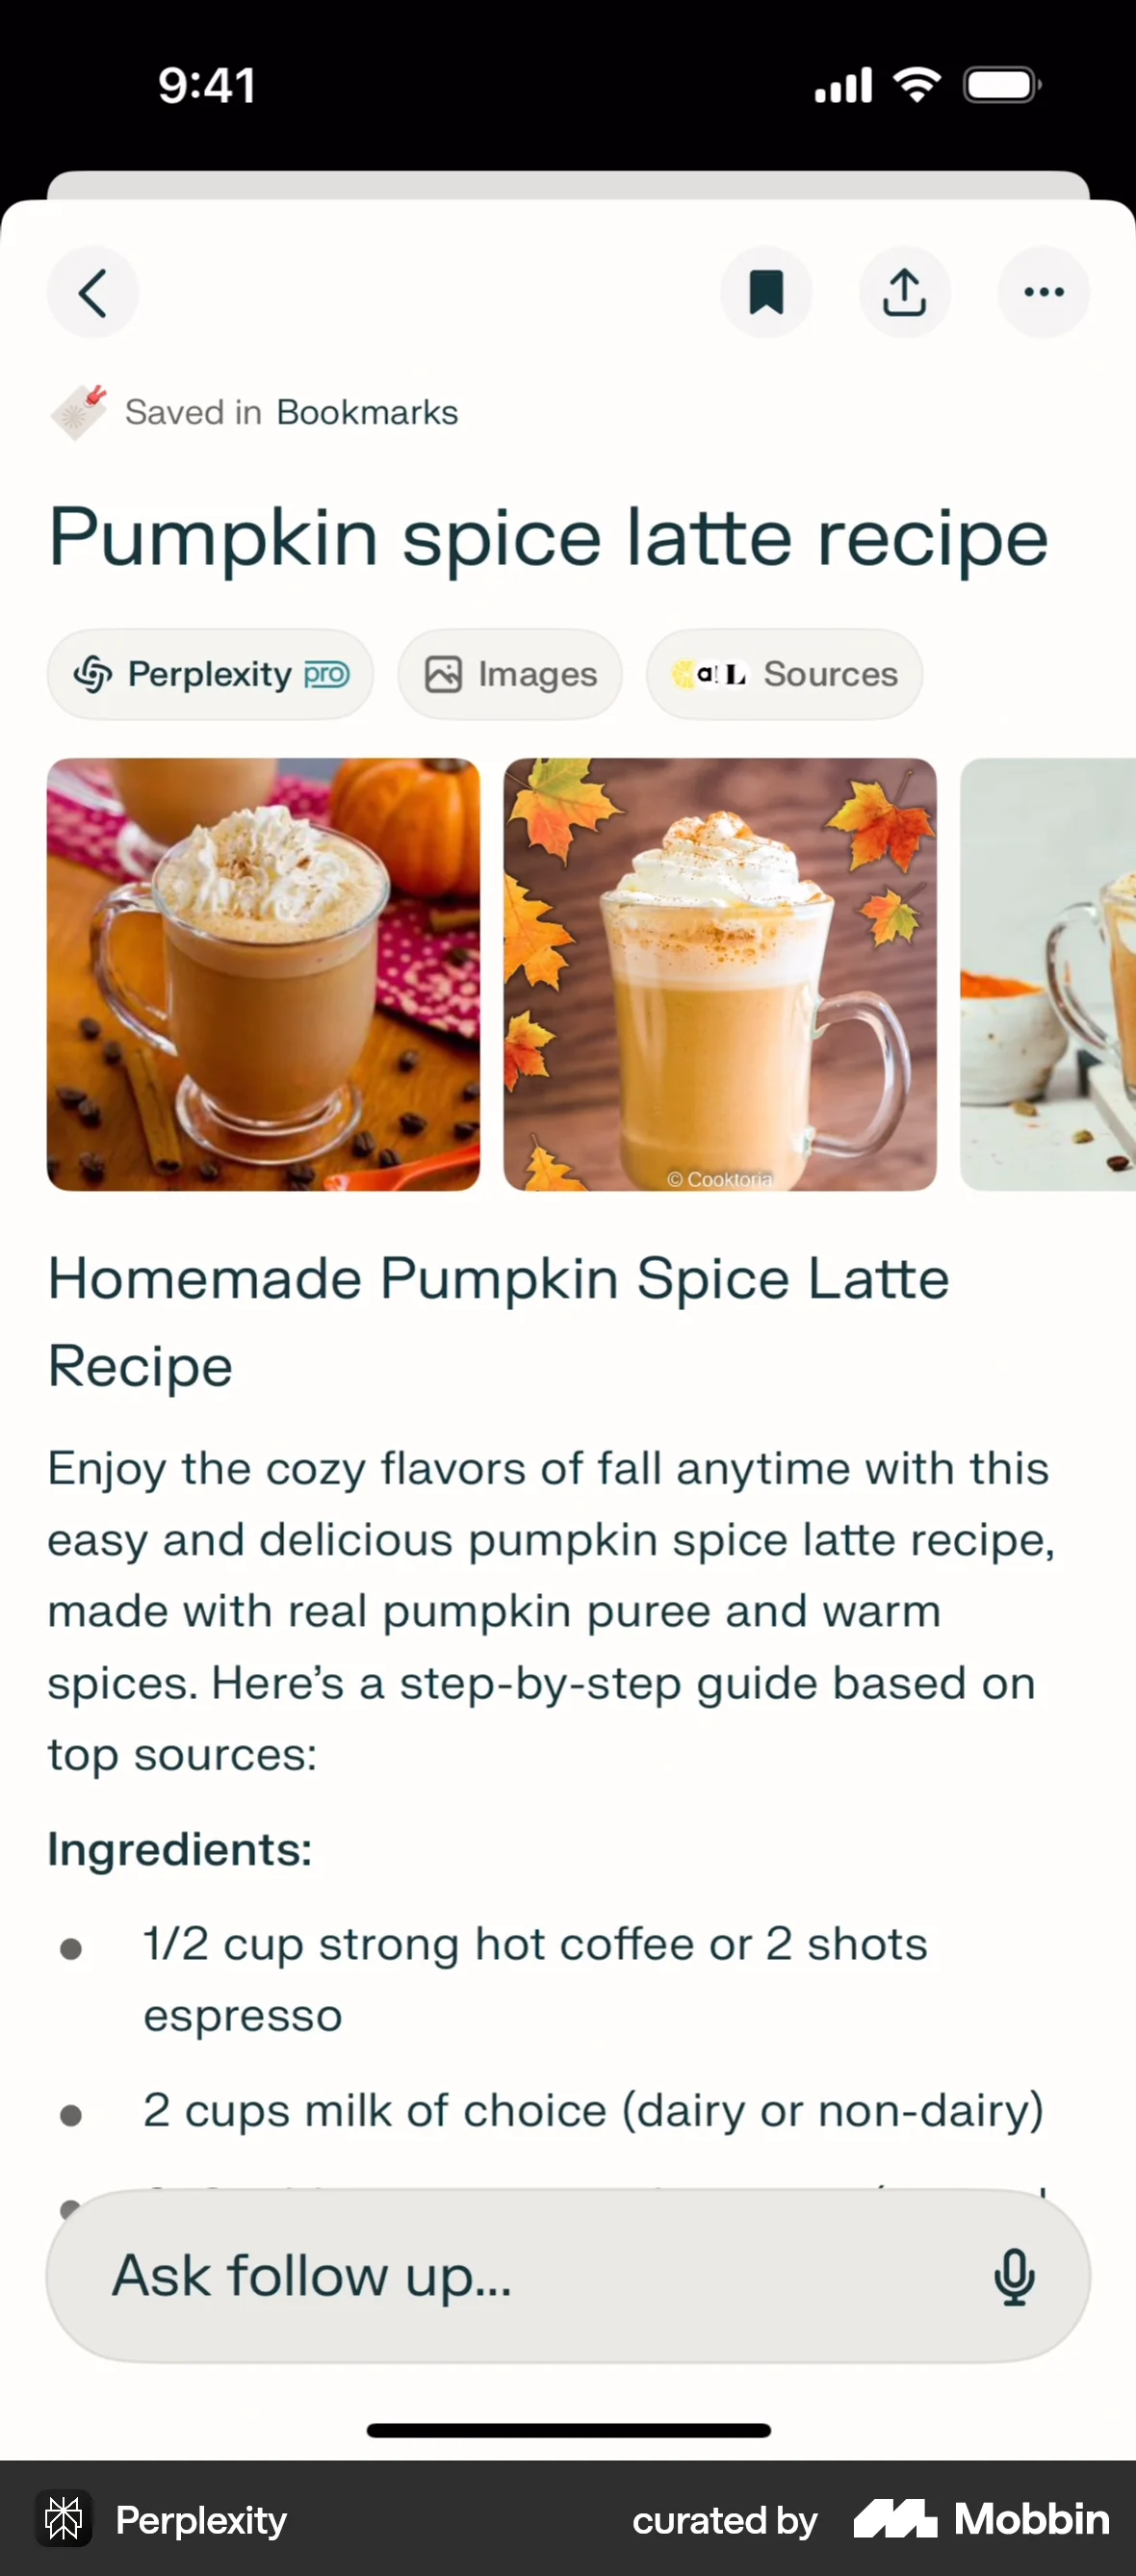 9:41
Saved in Bookmarks
Pumpkin spice latte recipe
Perplexity pro
Images
a! L Sources
© Cooktoria
Homemade Pumpkin Spice Latte
Recipe
Enjoy the cozy flavors of fall anytime with this
easy and delicious pumpkin spice latte recipe,
made with real pumpkin puree and warm
spices. Here’s a step-by-step guide based on
top sources:
Ingredients:
1/2 cup strong hot coffee or 2 shots
espresso
2 cups milk of choice (dairy or non-dairy)
Ask follow up...
Perplexity
curated by Mobbin